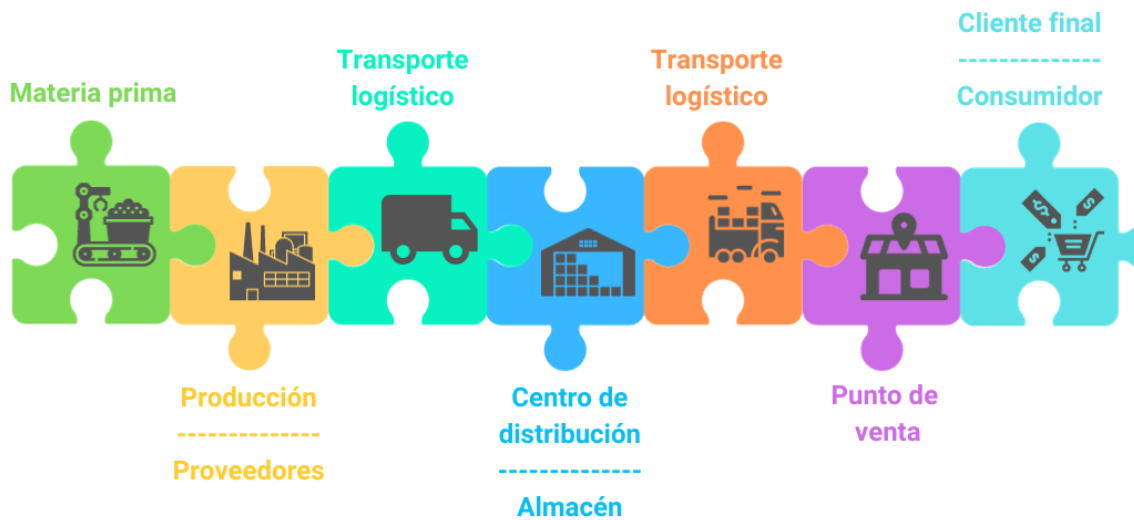 Materia prima
Producción
--------------
Proveedores
Transporte
logístico
Centro de
distribución
--------------
Almacén
Transporte
logístico
Punto de
venta
Cliente final
--------------
Consumidor